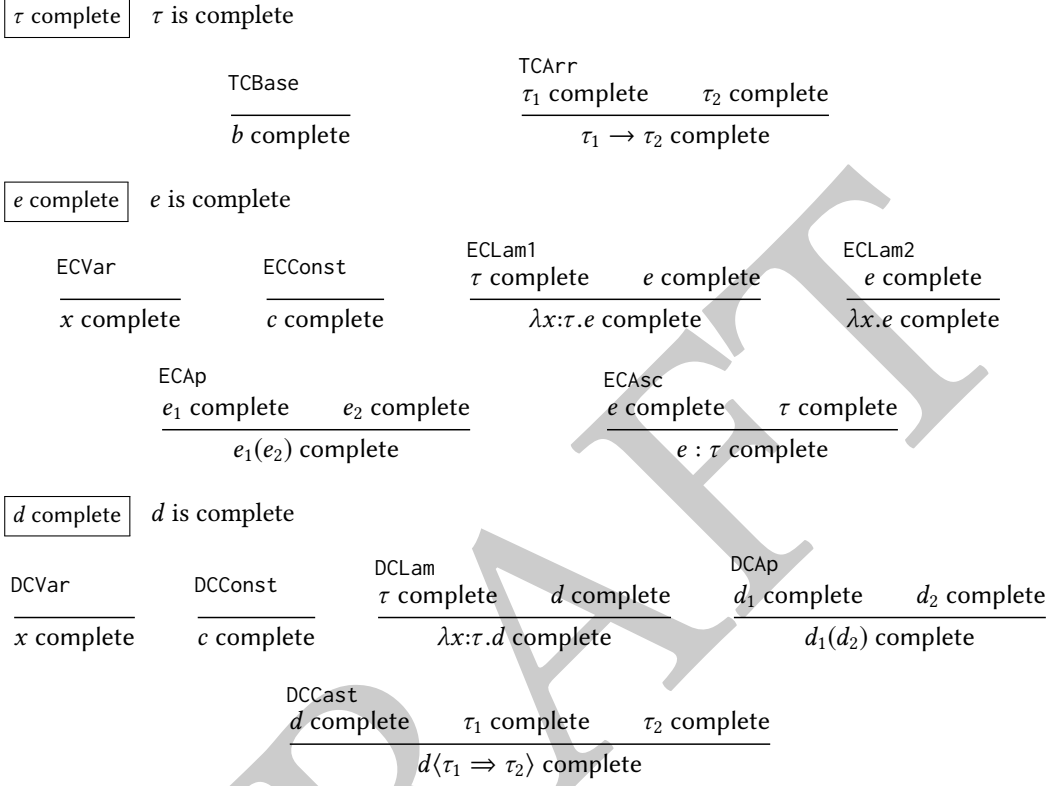 τ complete τ is complete
TCBase
b complete
TCArr
τ₁ complete τ₂ complete
τ₁ → τ₂ complete
e complete e is complete
ECVar
x complete
ECConst
c complete
ECLam1
τ complete e complete
λx:τ.e complete
ECLam2
e complete
λx.e complete
ECAp
e₁ complete e₂ complete
e₁(e₂) complete
ECAsc
e complete τ complete
e : τ complete
d complete d is complete
DCVar
x complete
DCConst
c complete
DCLam
τ complete d complete
λx:τ.d complete
DCAp
d₁ complete d₂ complete
d₁(d₂) complete
DCCast
d complete τ₁ complete τ₂ complete
d⟨τ₁ ⇒ τ₂⟩ complete
DRAFT